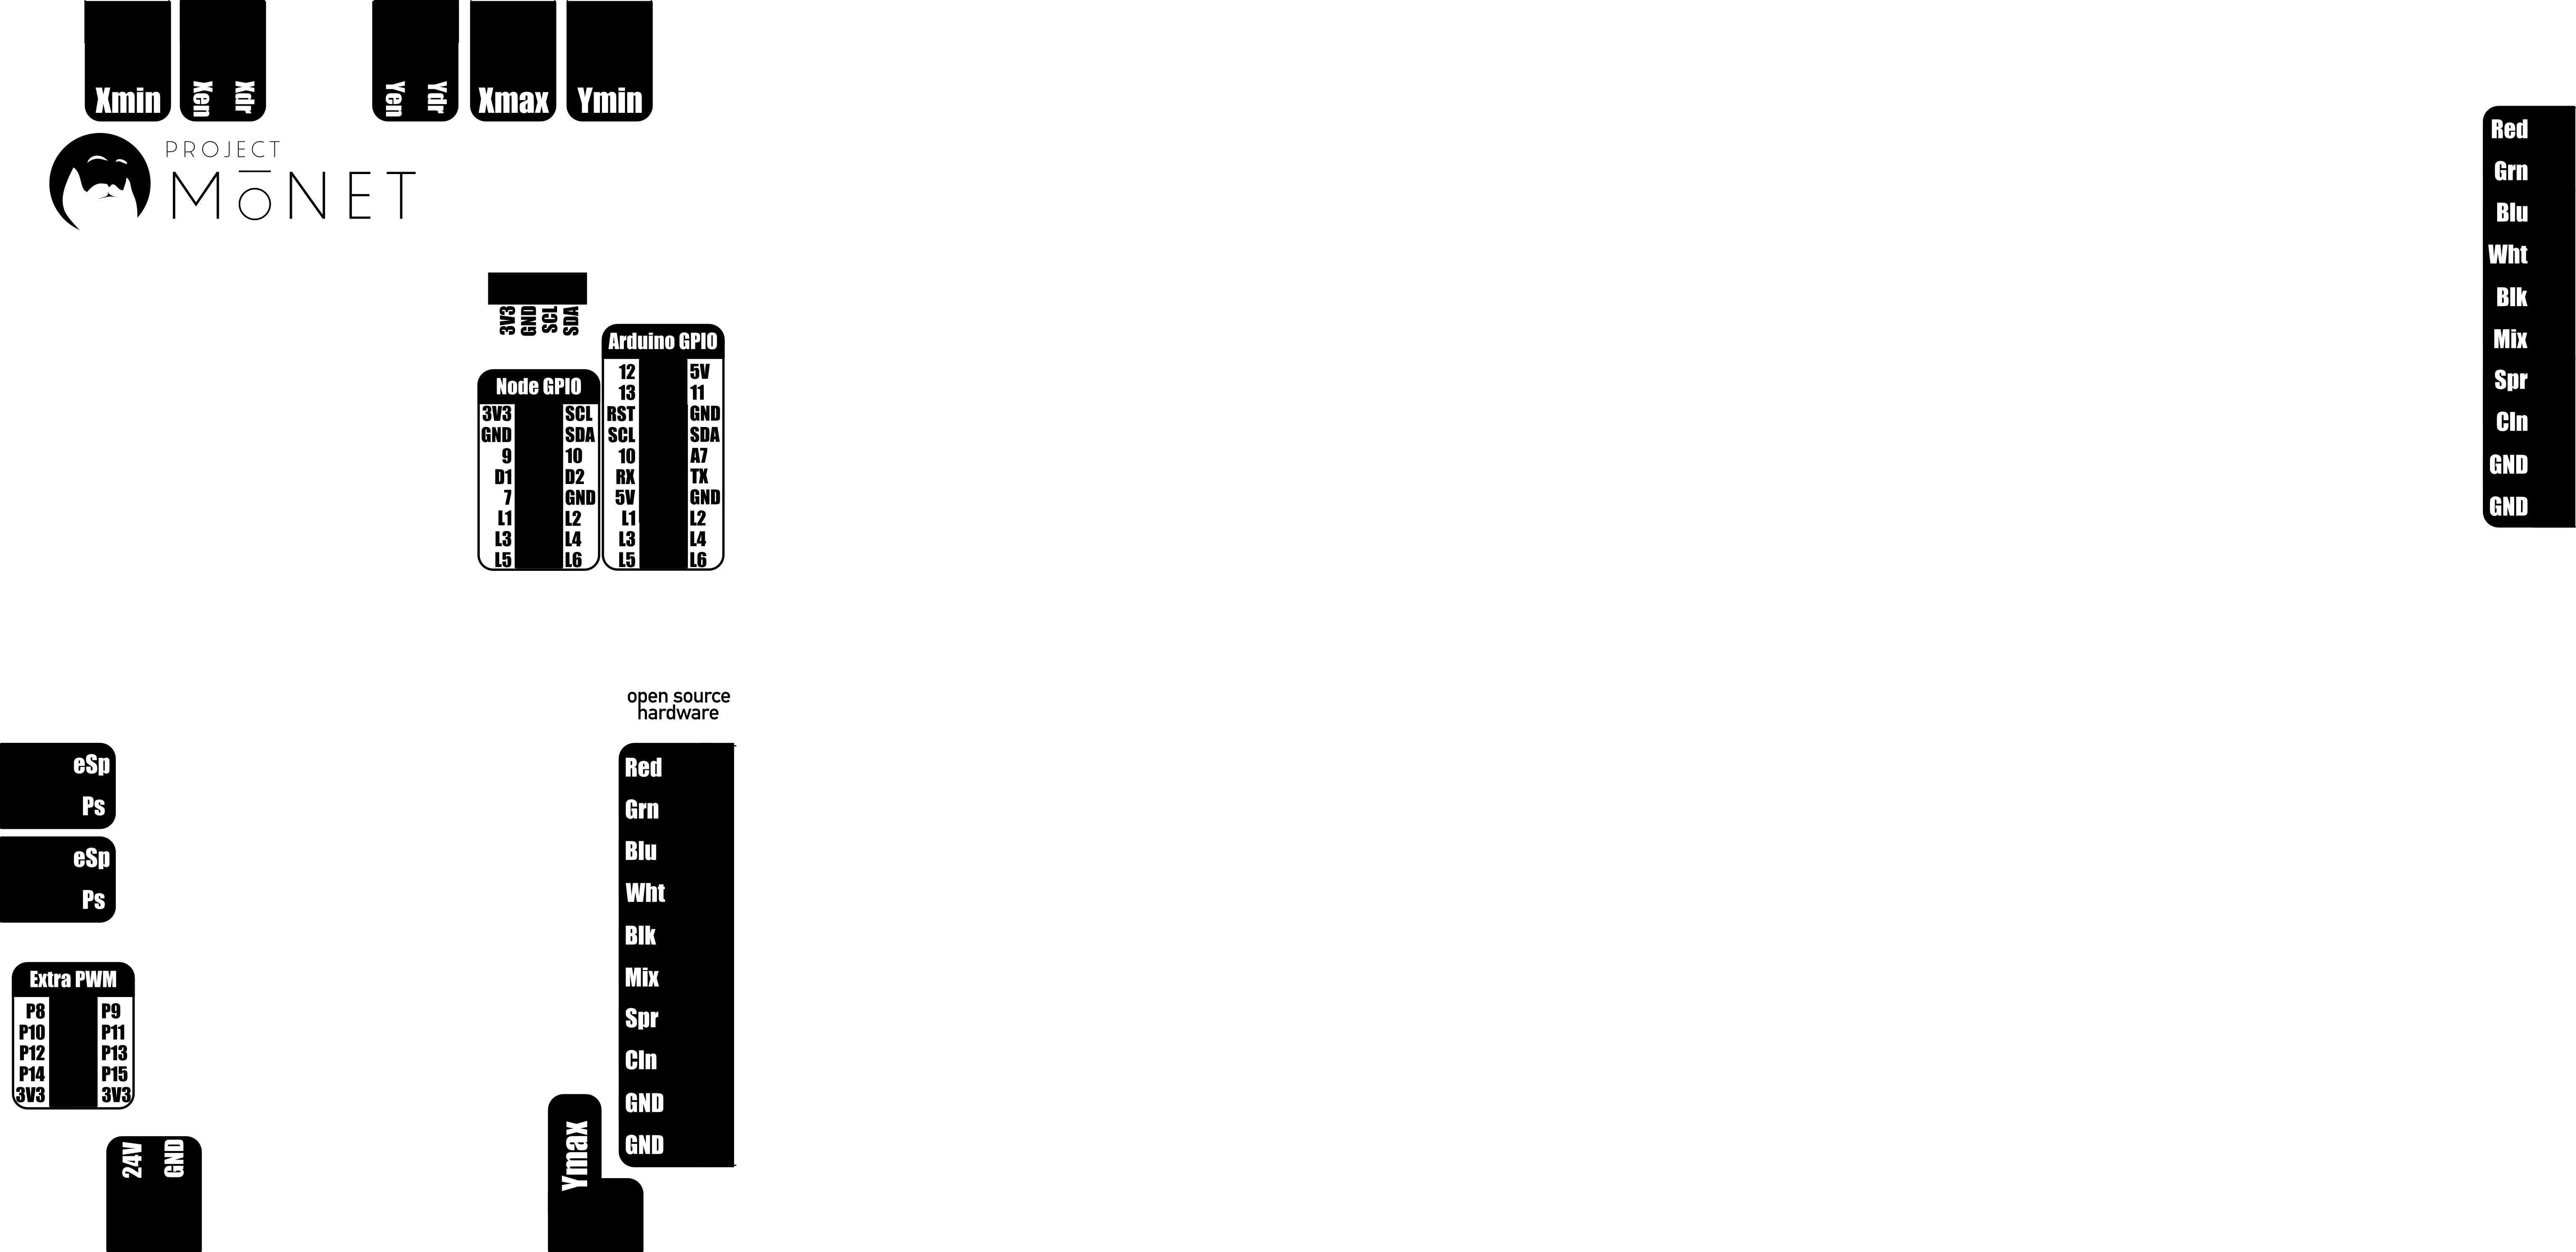 Xmin
Xen
Xdr
Yen
Ydr
Xmax
Ymin
PROJECT
MōNET
3V3
GND
SCL
SDA
Arduino GPIO
12 5V
13 11
RST GND
SCL SDA
10 A7
RX TX
5V GND
L1 L2
L3 L4
L5 L6
Node GPIO
3V3 SCL
GND SDA
9 10
D1 D2
7 GND
L1 L2
L3 L4
L5 L6
Red
Grn
Blu
Wht
Blk
Mix
Spr
Cln
GND
GND
open source
hardware
eSp
Ps
eSp
Ps
Red
Grn
Blu
Wht
Blk
Mix
Spr
Cln
GND
GND
Extra PWM
P8 P9
P10 P11
P12 P13
P14 P15
3V3 3V3
24V
GND
Ymax